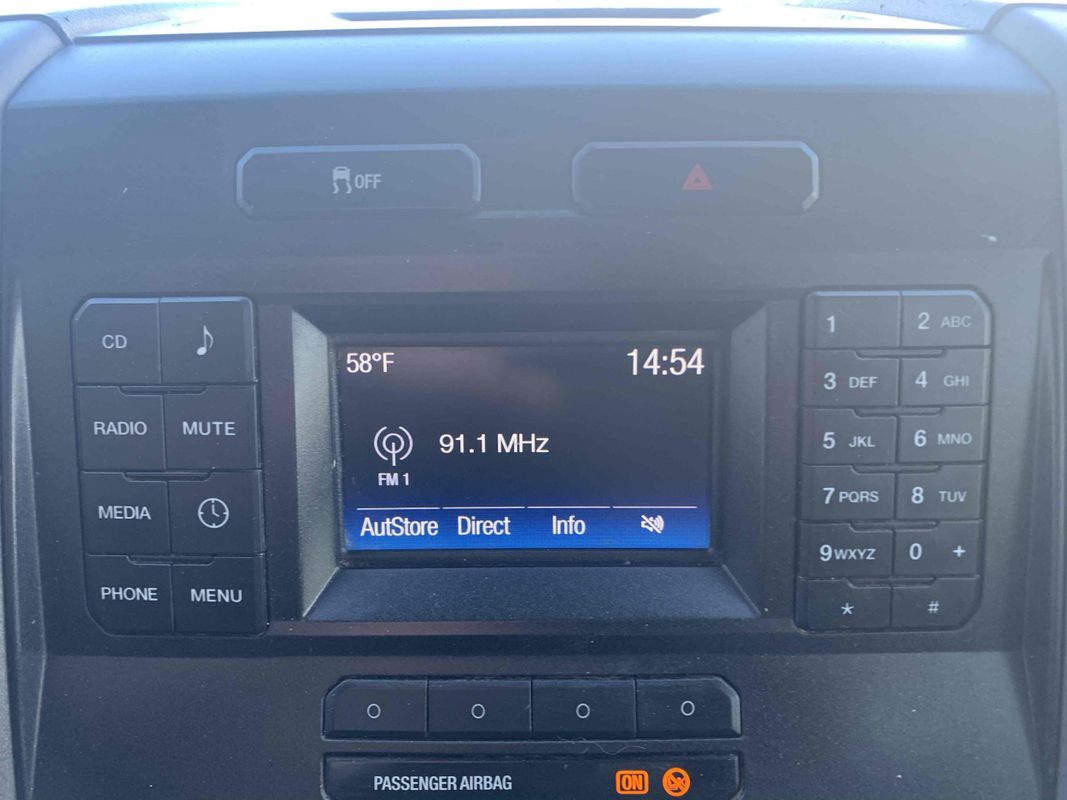 OFF
58°F 14:54
91.1 MHz
FM 1
AutStore Direct Info
CD
RADIO MUTE
MEDIA
PHONE MENU
1 2 ABC
3 DEF 4 GHI
5 JKL 6 MNO
7 PQRS 8 TUV
9 WXYZ 0 +
* #
O O O O
PASSENGER AIRBAG ON